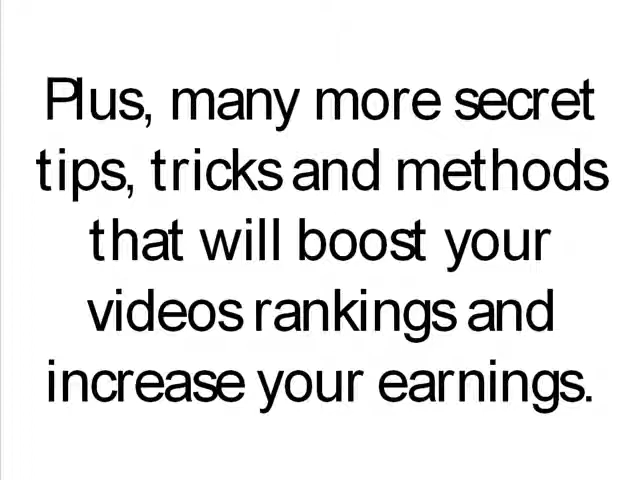 Plus, many more secret
tips, tricks and methods
that will boost your
videos rankings and
increase your earnings.